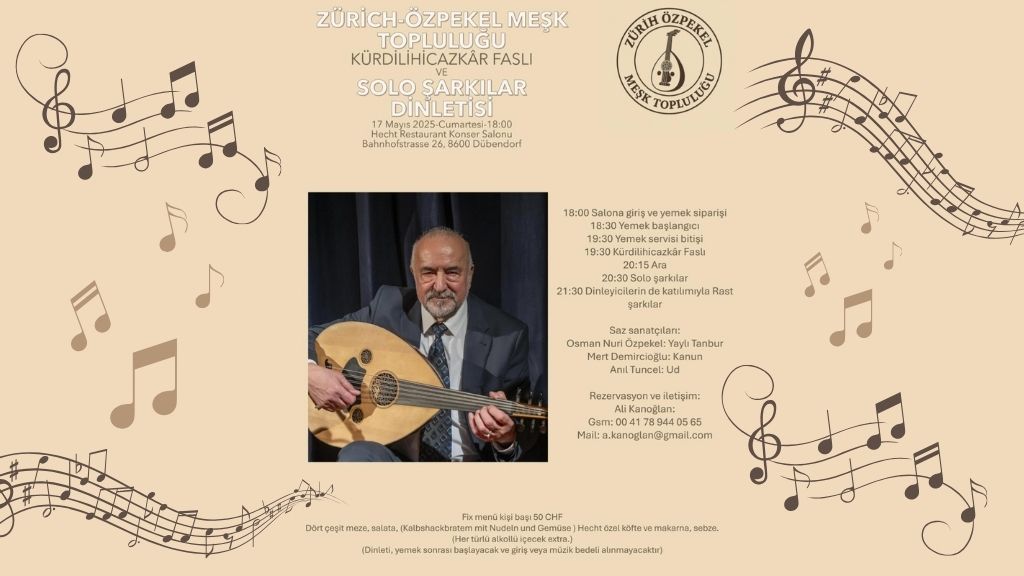 ZÜRİCH-ÖZPEKEL MEŞK
TOPLULUĞU
KÜRDİLİHİCAZKÂR FASLI
VE
SOLO ŞARKILAR
DİNLETİSİ
17 Mayıs 2025-Cumartesi-18:00
Hecht Restaurant Konser Salonu
Bahnhofstrasse 26, 8600 Dübendorf
ZÜRİH ÖZPEKEL
MEŞK TOPLULUĞU
18:00 Salona giriş ve yemek siparişi
18:30 Yemek başlangıcı
19:30 Yemek servisi bitişi
19:30 Kürdilihicazkâr Faslı
20:15 Ara
20:30 Solo şarkılar
21:30 Dinleyicilerin de katılımıyla Rast
şarkılar
Saz sanatçıları:
Osman Nuri Özpekel: Yaylı Tanbur
Mert Demircioğlu: Kanun
Anıl Tuncel: Ud
Rezervasyon ve iletişim:
Ali Kanoğlan:
Gsm: 00 41 78 944 05 65
Mail: a.kanoglan@gmail.com
Fix menü kişi başı 50 CHF
Dört çeşit meze, salata, (Kalbshackbratem mit Nudeln und Gemüse ) Hecht özel köfte ve makarna, sebze.
(Her türlü alkollü içecek extra.)
(Dinleti, yemek sonrası başlayacak ve giriş veya müzik bedeli alınmayacaktır)